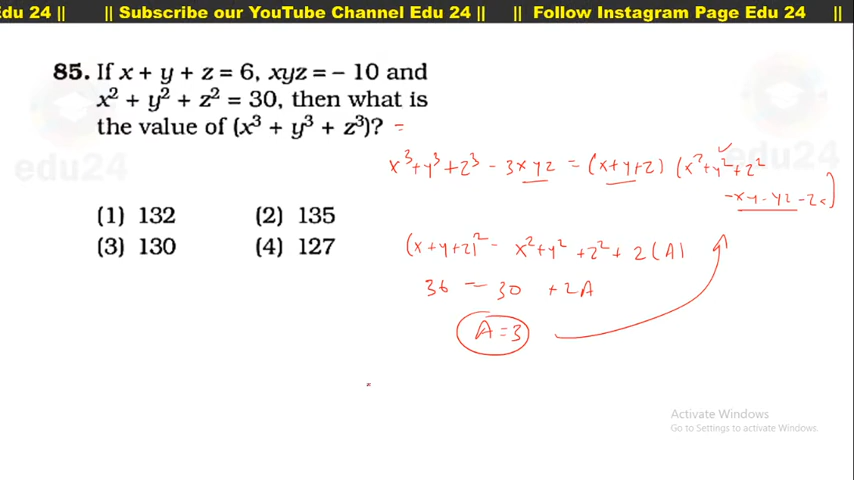 Edu 24 || || Subscribe our YouTube Channel Edu 24 || || Follow Instagram Page Edu 24 ||
85. If x + y + z = 6, xyz = – 10 and
x² + y² + z² = 30, then what is
the value of (x³ + y³ + z³)? =
x³+y³+z³ - 3xyz = (x+y+z) (x²+y²+z²
-xy-yz-zx)
edu24
edu24
(1) 132 (2) 135
(3) 130 (4) 127
(x+y+z)² = x²+y²+z²+2(A)
36 = 30 +2A
A=3
Activate Windows
Go to Settings to activate Windows.